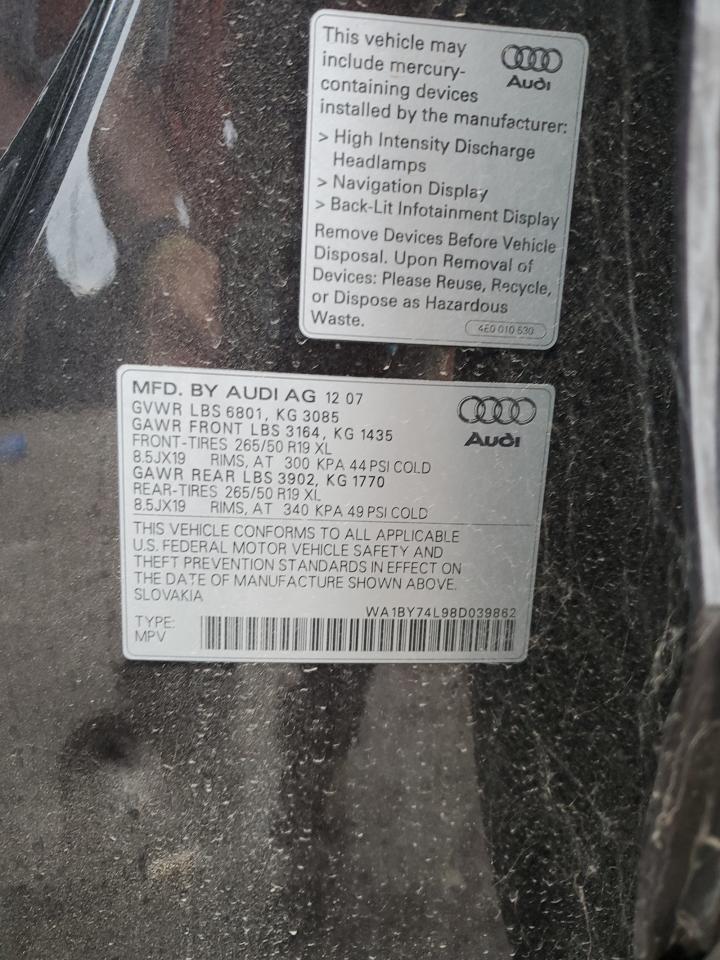 This vehicle may
include mercury-
containing devices
installed by the manufacturer:
Audi
> High Intensity Discharge
Headlamps
> Navigation Display
> Back-Lit Infotainment Display
Remove Devices Before Vehicle
Disposal. Upon Removal of
Devices: Please Reuse, Recycle,
or Dispose as Hazardous
Waste.
4E0 010 530
MFD. BY AUDI AG 12 07
GVWR LBS 6801, KG 3085
GAWR FRONT LBS 3164, KG 1435
FRONT-TIRES 265/50 R19 XL
8.5JX19 RIMS, AT 300 KPA 44 PSI COLD
GAWR REAR LBS 3902, KG 1770
REAR-TIRES 265/50 R19 XL
8.5JX19 RIMS, AT 340 KPA 49 PSI COLD
Audi
THIS VEHICLE CONFORMS TO ALL APPLICABLE
U.S. FEDERAL MOTOR VEHICLE SAFETY AND
THEFT PREVENTION STANDARDS IN EFFECT ON
THE DATE OF MANUFACTURE SHOWN ABOVE.
SLOVAKIA
WA1BY74L98D039862
TYPE:
MPV